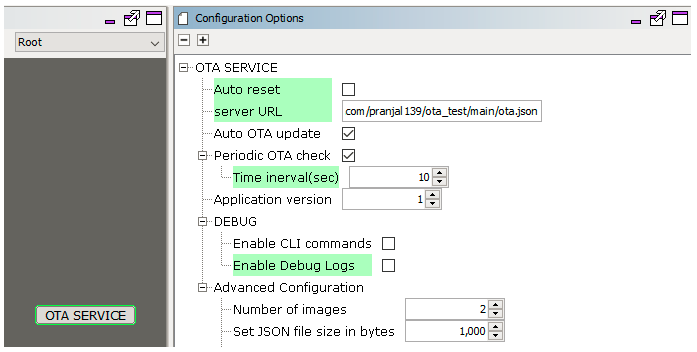 Configuration Options
Root
OTA SERVICE
Auto reset
server URL com/pranjal139/ota_test/main/ota.json
Auto OTA update
Periodic OTA check
Time inerval(sec) 10
Application version 1
DEBUG
Enable CLI commands
Enable Debug Logs
Advanced Configuration
Number of images 2
Set JSON file size in bytes 1,000
OTA SERVICE